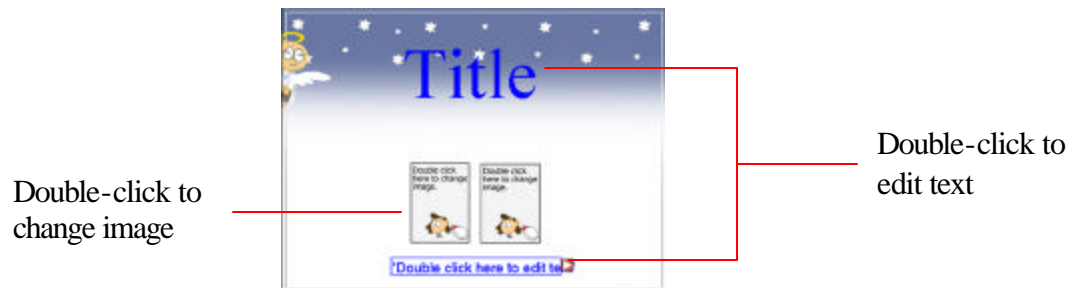 Title
Double-click to
edit text
Double click
here to change
image.
Double click
here to change
image.
Double-click to
change image
*Double click here to edit te